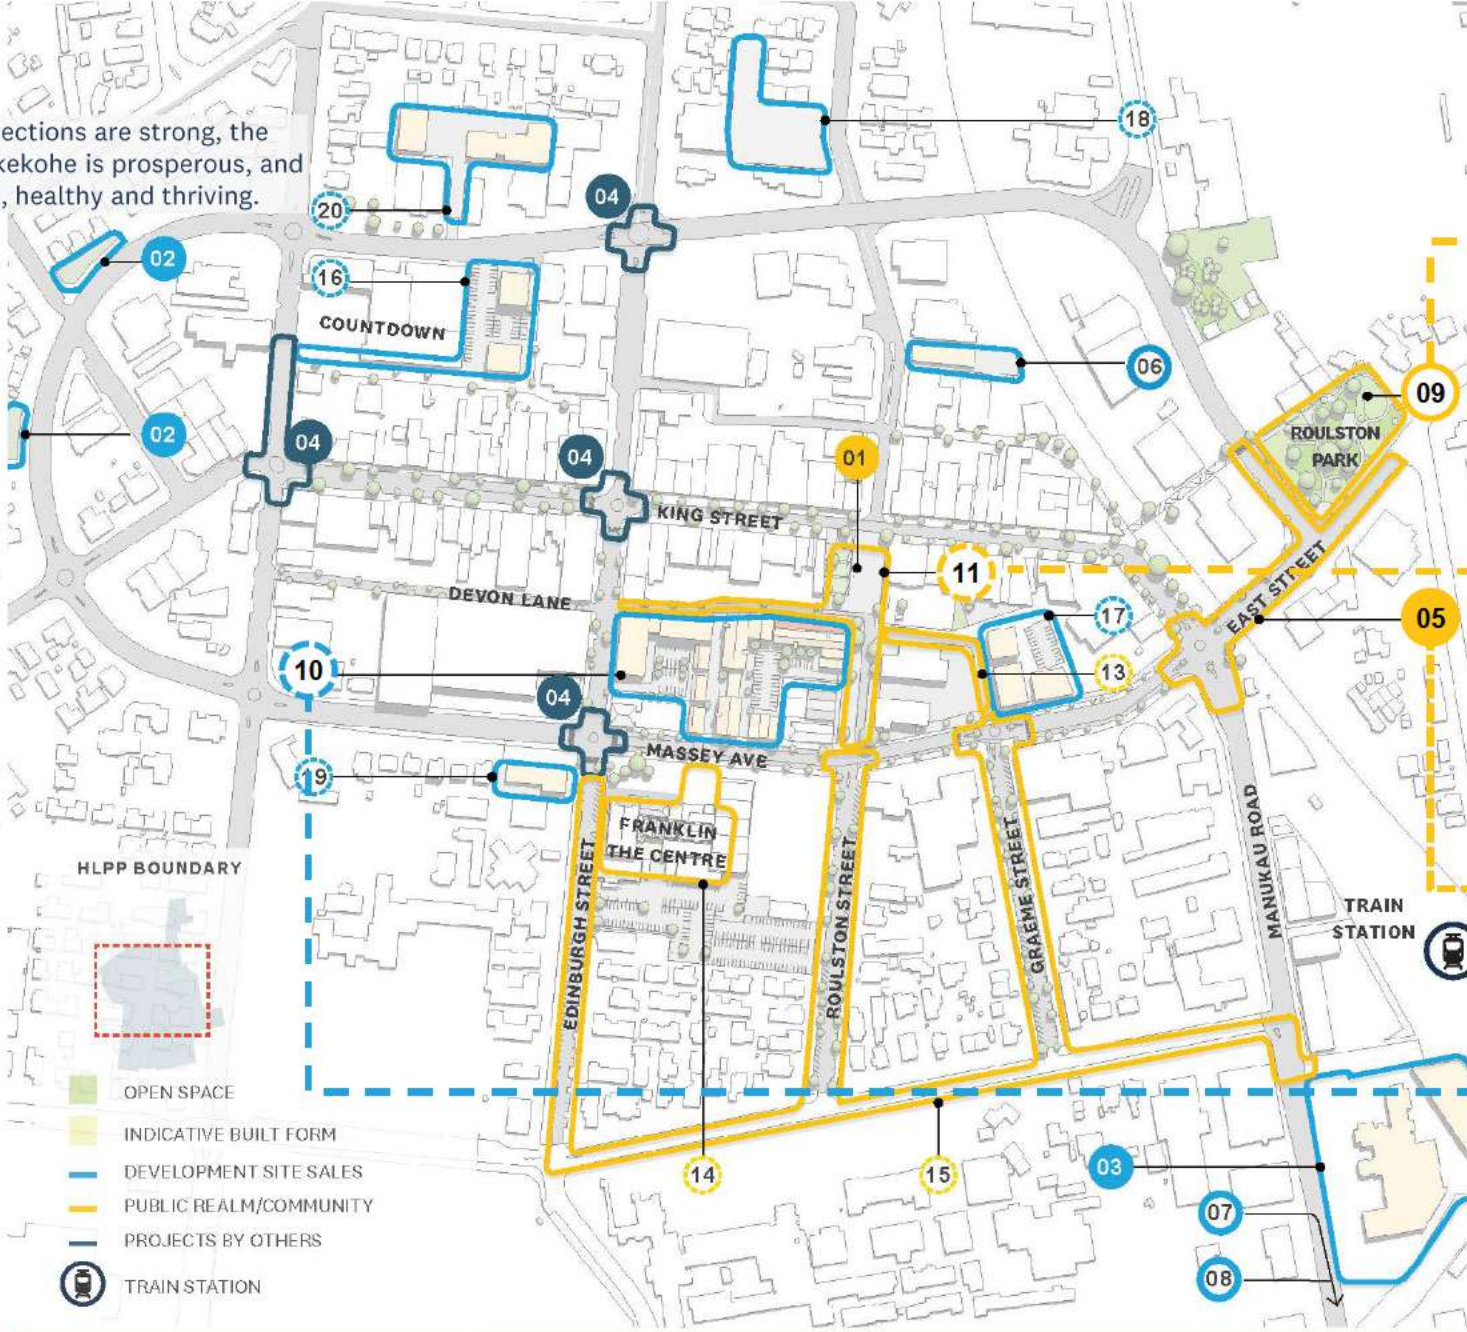 ections are strong, the
kekohe is prosperous, and
, healthy and thriving.
18
20
04
02
16
COUNTDOWN
06
09
ROULSTON
PARK
02
04
04
01
KING STREET
11
EAST STREET
DEVON LANE
17
05
10
13
04
MASSEY AVE
19
FRANKLIN
THE CENTRE
EDINBURGH STREET
ROULSTON STREET
GRAEME STREET
MANUKAU ROAD
TRAIN
STATION
HLPP BOUNDARY
OPEN SPACE
INDICATIVE BUILT FORM
DEVELOPMENT SITE SALES
PUBLIC REALM/COMMUNITY
PROJECTS BY OTHERS
TRAIN STATION
14
15
03
07
08